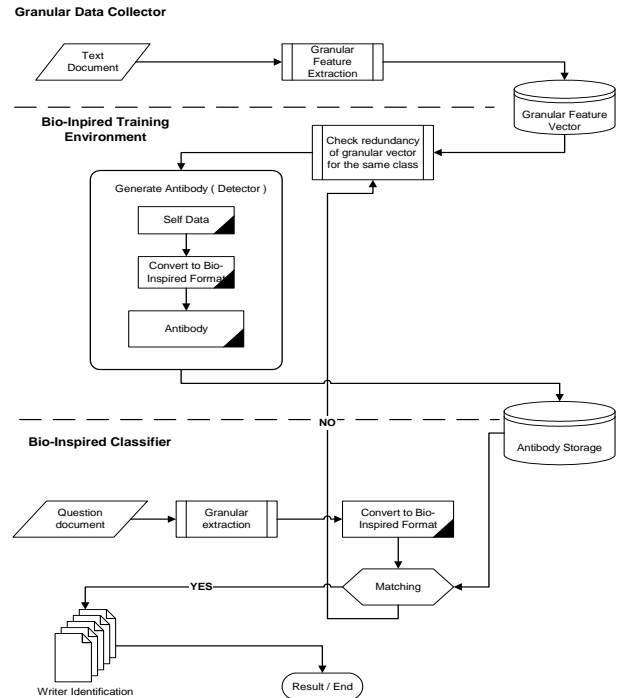 Granular Data Collector
Text
Document
Granular
Feature
Extraction
Granular Feature
Vector
Bio-Inpired Training
Environment
Check redundancy
of granular vector
for the same class
Generate Antibody ( Detector )
Self Data
Convert to Bio-
Inspired Format
Antibody
NO
Antibody Storage
Bio-Inspired Classifier
Question
document
Granular
extraction
Convert to Bio-
Inspired Format
Matching
YES
Writer Identification
Result / End